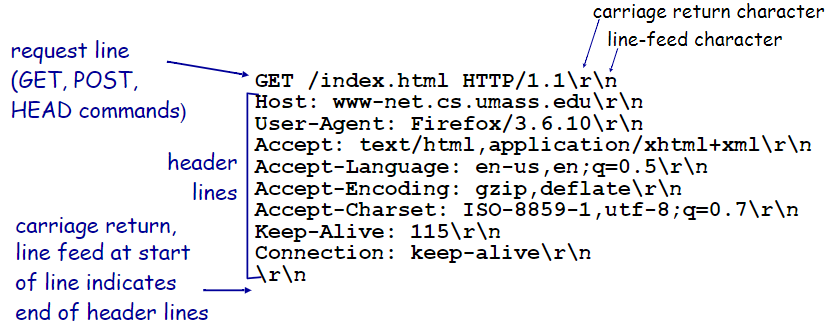 carriage return character
line-feed character
request line
(GET, POST,
HEAD commands)
GET /index.html HTTP/1.1\r\n
Host: www-net.cs.umass.edu\r\n
User-Agent: Firefox/3.6.10\r\n
Accept: text/html,application/xhtml+xml\r\n
Accept-Language: en-us,en;q=0.5\r\n
Accept-Encoding: gzip,deflate\r\n
Accept-Charset: ISO-8859-1,utf-8;q=0.7\r\n
Keep-Alive: 115\r\n
Connection: keep-alive\r\n
\r\n
header
lines
carriage return,
line feed at start
of line indicates
end of header lines